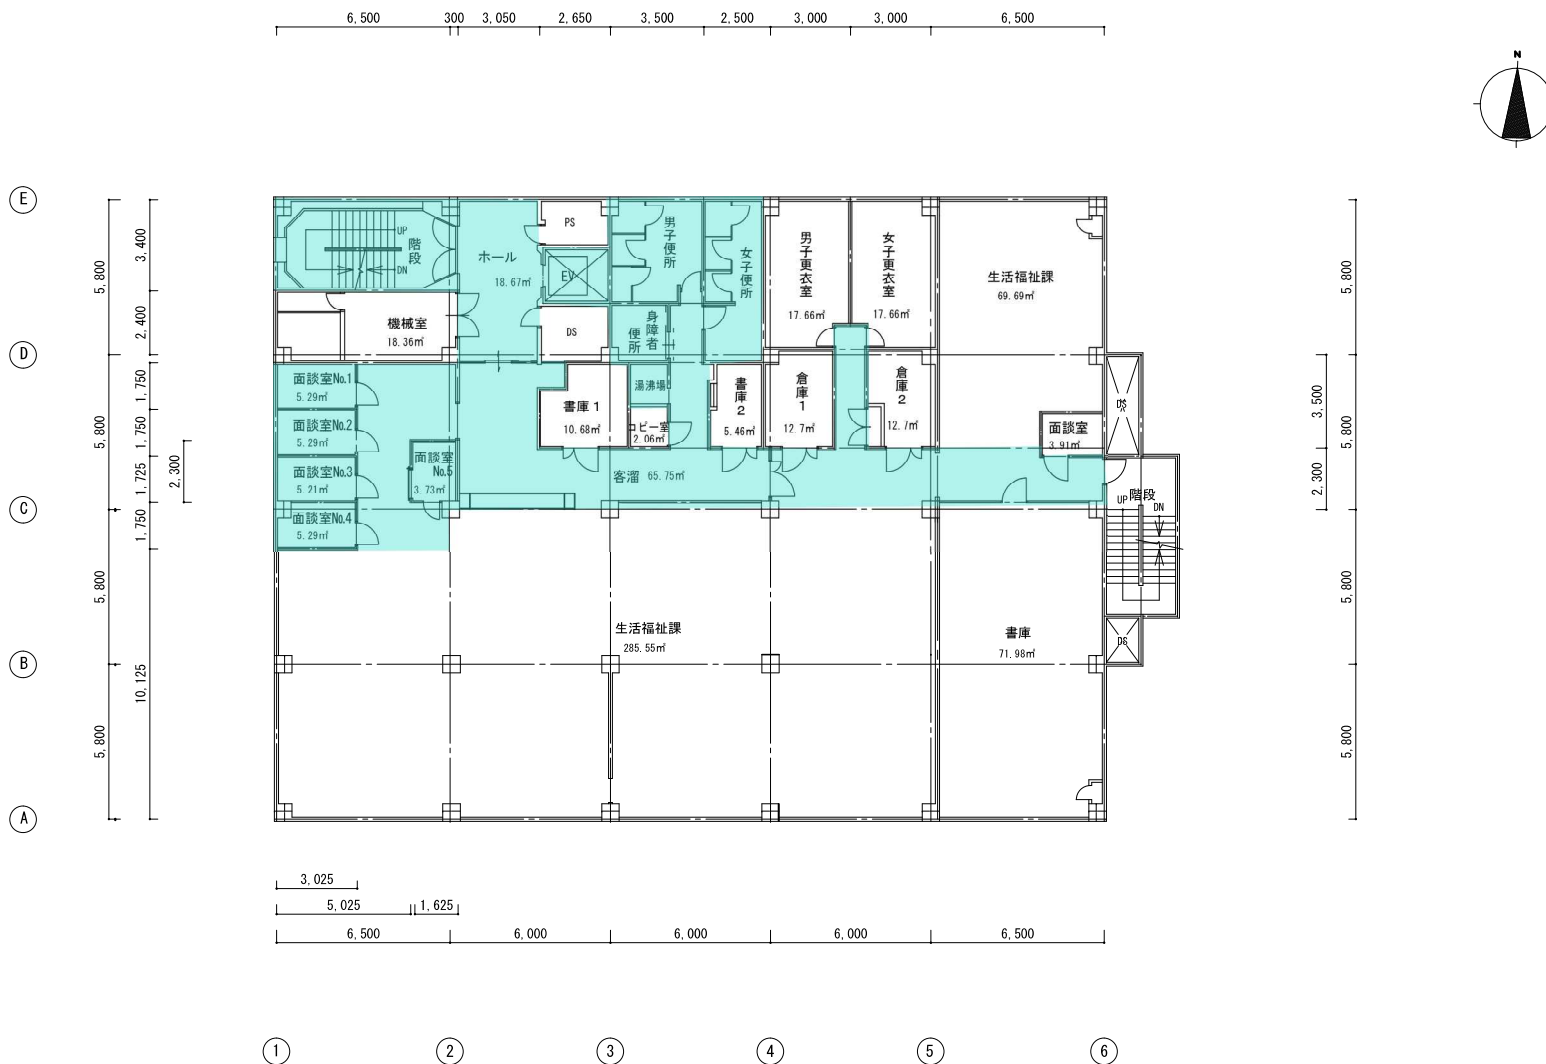 6,500 300 3,050 2,650 3,500 2,500 3,000 3,000 6,500
N
E
D
C
B
A
5,800
5,800
5,800
5,800
3,400
2,400
1,750
1,750
1,725
1,750
10,125
2,300
UP
DN
階段
ホール
18.67㎡
PS
EV
DS
男子便所
女子便所
身障者便所
男子更衣室
17.66㎡
女子更衣室
17.66㎡
生活福祉課
69.69㎡
機械室
18.36㎡
面談室No.1
5.29㎡
面談室No.2
5.29㎡
面談室No.3
5.21㎡
面談室No.4
5.29㎡
面談室
No.5
3.73㎡
書庫1
10.68㎡
湯沸場
コピー室
2.06㎡
書庫2
5.46㎡
倉庫1
12.7㎡
倉庫2
12.7㎡
面談室
3.91㎡
客溜 65.75㎡
DS
階段
UP
DN
DS
生活福祉課
285.55㎡
書庫
71.98㎡
3,500
2,300
5,800
5,800
5,800
5,800
3,025
5,025 1,625
6,500 6,000 6,000 6,000 6,500
1 2 3 4 5 6